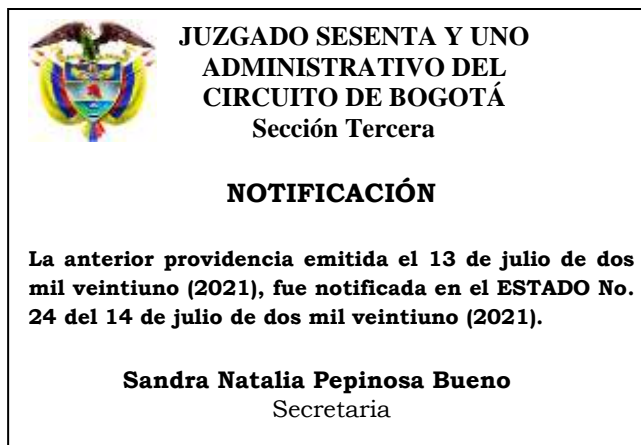 JUZGADO SESENTA Y UNO
ADMINISTRATIVO DEL
CIRCUITO DE BOGOTÁ
Sección Tercera
NOTIFICACIÓN
La anterior providencia emitida el 13 de julio de dos
mil veintiuno (2021), fue notificada en el ESTADO No.
24 del 14 de julio de dos mil veintiuno (2021).
Sandra Natalia Pepinosa Bueno
Secretaria